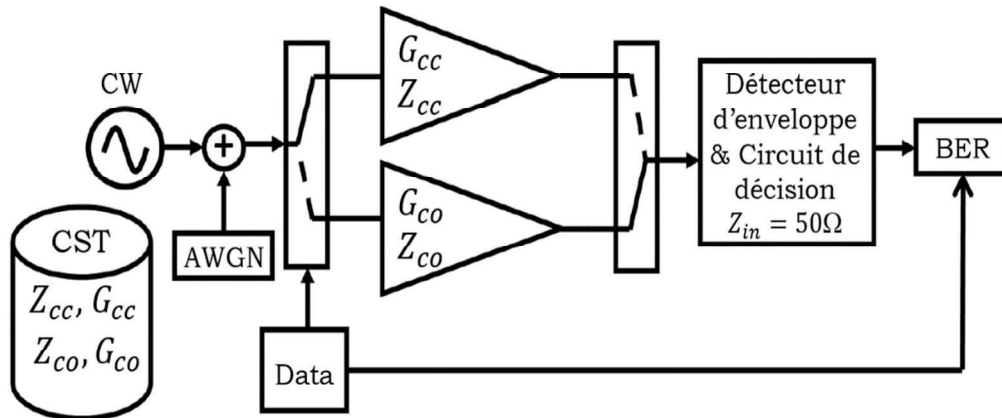 CW
AWGN
CST
Z_cc, G_cc
Z_co, G_co
Data
G_cc
Z_cc
G_co
Z_co
Détecteur
d'enveloppe
& Circuit de
décision
Z_in = 50Ω
BER